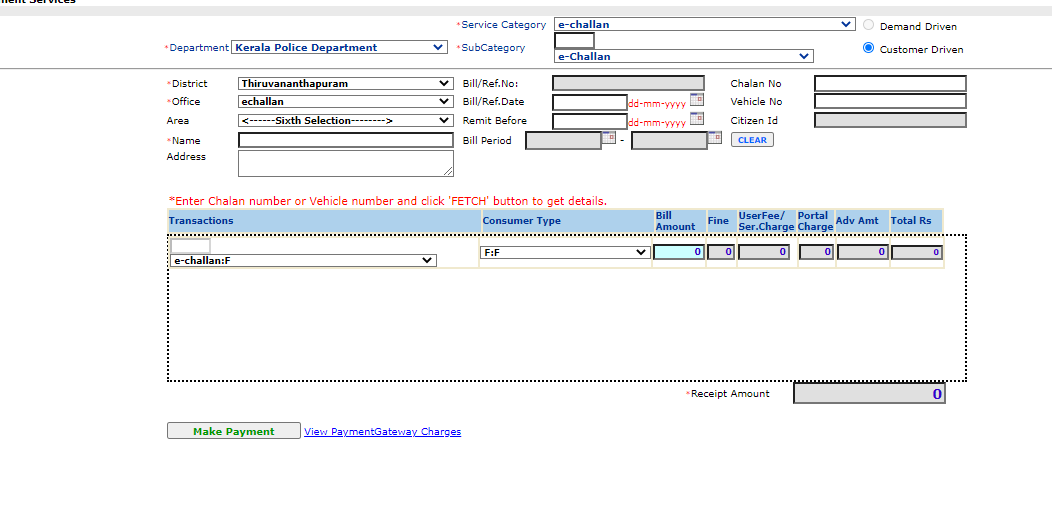 ment Services
*Service Category e-challan Demand Driven
*Department Kerala Police Department *SubCategory e-Challan Customer Driven
*District Thiruvananthapuram Bill/Ref.No: Chalan No
*Office echallan Bill/Ref.Date dd-mm-yyyy Vehicle No
Area <------Sixth Selection--------> Remit Before dd-mm-yyyy Citizen Id
*Name Bill Period - CLEAR
Address
*Enter Chalan number or Vehicle number and click 'FETCH' button to get details.
Transactions Consumer Type Bill Amount Fine UserFee/ Ser.Charge Portal Charge Adv Amt Total Rs
e-challan:F F:F 0 0 0 0 0 0
*Receipt Amount 0
Make Payment View PaymentGateway Charges